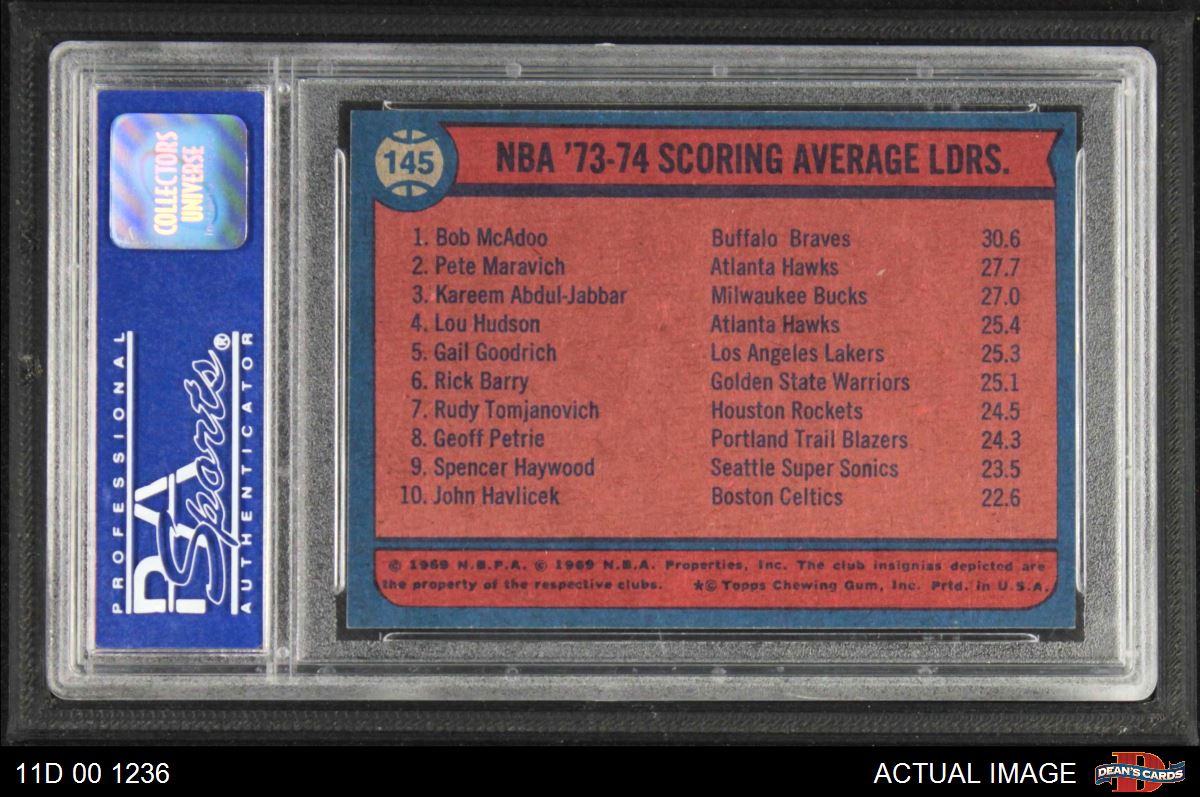 COLLECTORS
UNIVERSE
PROFESSIONAL
PSA
Sports®
AUTHENTICATOR
145
NBA '73-74 SCORING AVERAGE LDRS.
1. Bob McAdoo Buffalo Braves 30.6
2. Pete Maravich Atlanta Hawks 27.7
3. Kareem Abdul-Jabbar Milwaukee Bucks 27.0
4. Lou Hudson Atlanta Hawks 25.4
5. Gail Goodrich Los Angeles Lakers 25.3
6. Rick Barry Golden State Warriors 25.1
7. Rudy Tomjanovich Houston Rockets 24.5
8. Geoff Petrie Portland Trail Blazers 24.3
9. Spencer Haywood Seattle Super Sonics 23.5
10. John Havlicek Boston Celtics 22.6
© 1969 N.B.P.A. © 1969 N.B.A. Properties, Inc. The club insignias depicted are
the property of the respective clubs. *© Topps Chewing Gum, Inc. Prtd. in U.S.A.
11D 00 1236
ACTUAL IMAGE
D
DEAN'S CARDS